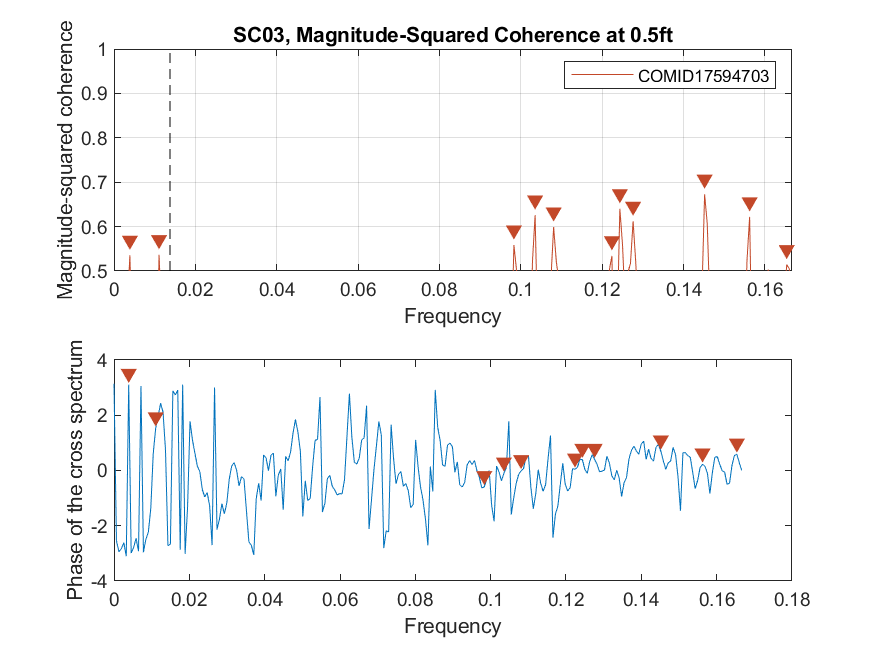 SC03, Magnitude-Squared Coherence at 0.5ft
Magnitude-squared coherence
1
0.9
0.8
0.7
0.6
0.5
COMID17594703
0 0.02 0.04 0.06 0.08 0.1 0.12 0.14 0.16
Frequency
Phase of the cross spectrum
4
2
0
-2
-4
0 0.02 0.04 0.06 0.08 0.1 0.12 0.14 0.16 0.18
Frequency